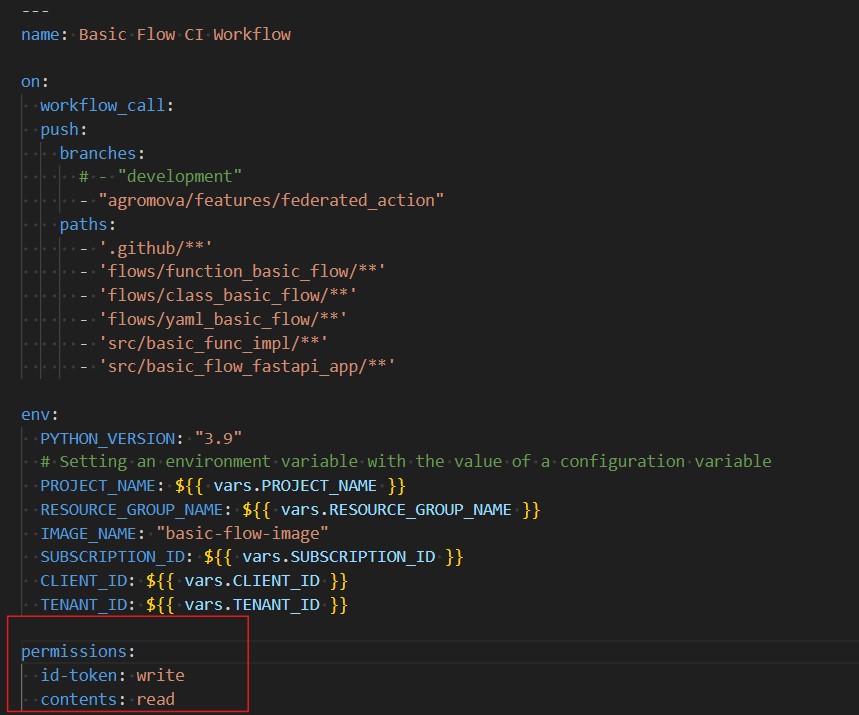 ---
name: Basic Flow CI Workflow
on:
workflow_call:
push:
branches:
# - "development"
- "agromova/features/federated_action"
paths:
- '.github/**'
- 'flows/function_basic_flow/**'
- 'flows/class_basic_flow/**'
- 'flows/yaml_basic_flow/**'
- 'src/basic_func_impl/**'
- 'src/basic_flow_fastapi_app/**'
env:
PYTHON_VERSION: "3.9"
# Setting an environment variable with the value of a configuration variable
PROJECT_NAME: ${{ vars.PROJECT_NAME }}
RESOURCE_GROUP_NAME: ${{ vars.RESOURCE_GROUP_NAME }}
IMAGE_NAME: "basic-flow-image"
SUBSCRIPTION_ID: ${{ vars.SUBSCRIPTION_ID }}
CLIENT_ID: ${{ vars.CLIENT_ID }}
TENANT_ID: ${{ vars.TENANT_ID }}
permissions:
id-token: write
contents: read